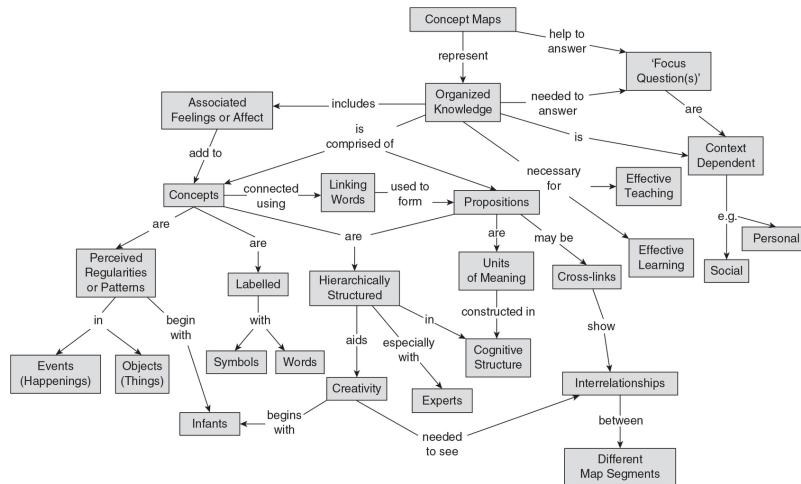 Concept Maps
help to
answer
represent
'Focus
Question(s)'
Organized
Knowledge
needed to
answer
includes
Associated
Feelings or Affect
are
is
comprised of
is
Context
Dependent
add to
necessary
for
Effective
Teaching
Concepts
connected
using
Linking
Words
used to
form
Propositions
e.g.
Personal
Social
are
are
are
are
may be
Effective
Learning
Perceived
Regularities
or Patterns
Labelled
Hierarchically
Structured
Units
of Meaning
Cross-links
in
begin
with
with
aids
especially
with
in
constructed in
show
Events
(Happenings)
Objects
(Things)
Symbols
Words
Cognitive
Structure
Creativity
Experts
Interrelationships
Infants
begins
with
needed
to see
between
Different
Map Segments